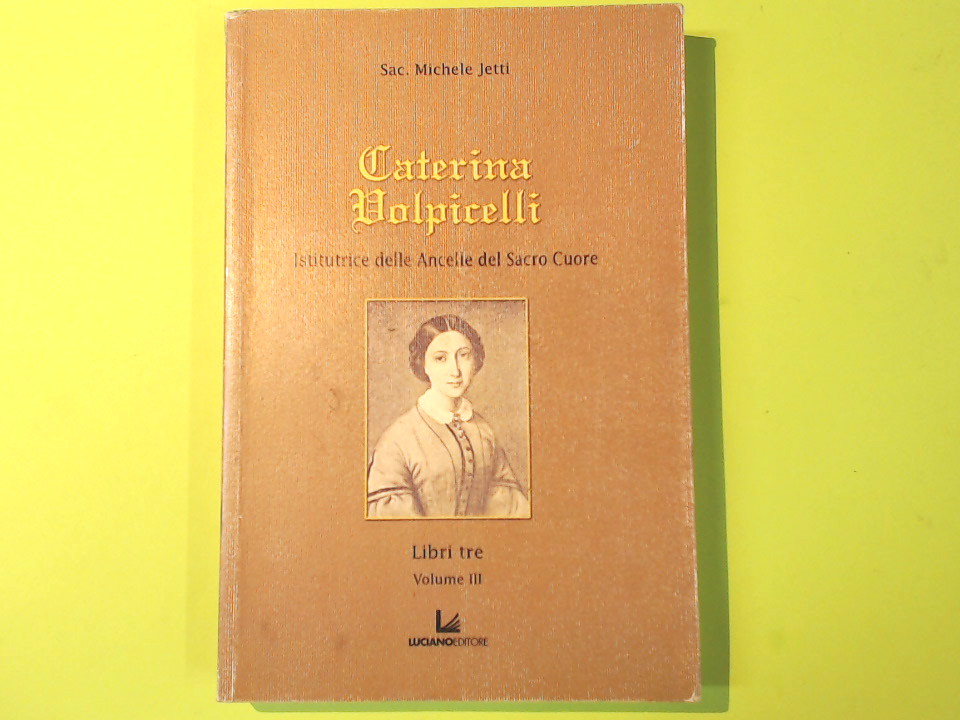 Sac. Michele Jetti
Caterina
Volpicelli
Istitutrice delle Ancelle del Sacro Cuore
Libri tre
Volume III
LUCIANOEDITORE